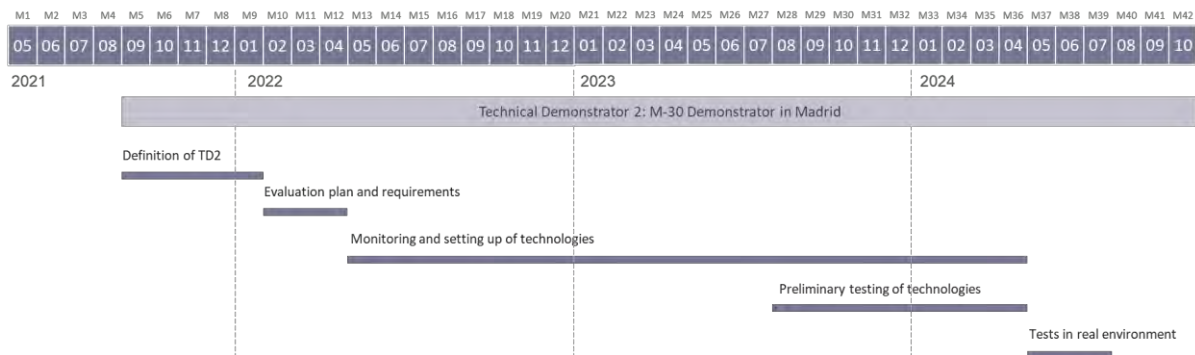 M1 M2 M3 M4 M5 M6 M7 M8 M9 M10 M11 M12 M13 M14 M15 M16 M17 M18 M19 M20 M21 M22 M23 M24 M25 M26 M27 M28 M29 M30 M31 M32 M33 M34 M35 M36 M37 M38 M39 M40 M41 M42
05 06 07 08 09 10 11 12 01 02 03 04 05 06 07 08 09 10 11 12 01 02 03 04 05 06 07 08 09 10 11 12 01 02 03 04 05 06 07 08 09 10
2021 2022 2023 2024
Technical Demonstrator 2: M-30 Demonstrator in Madrid
Definition of TD2
Evaluation plan and requirements
Monitoring and setting up of technologies
Preliminary testing of technologies
Tests in real environment